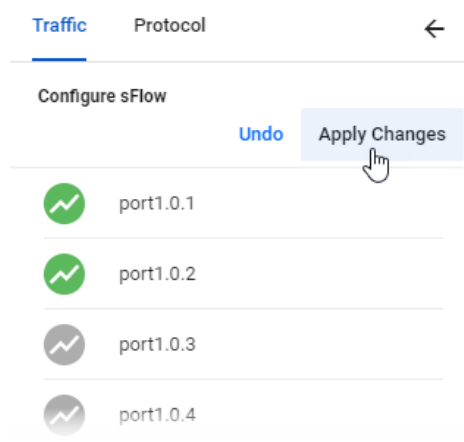 Traffic Protocol
Configure sFlow
Undo Apply Changes
port1.0.1
port1.0.2
port1.0.3
port1.0.4